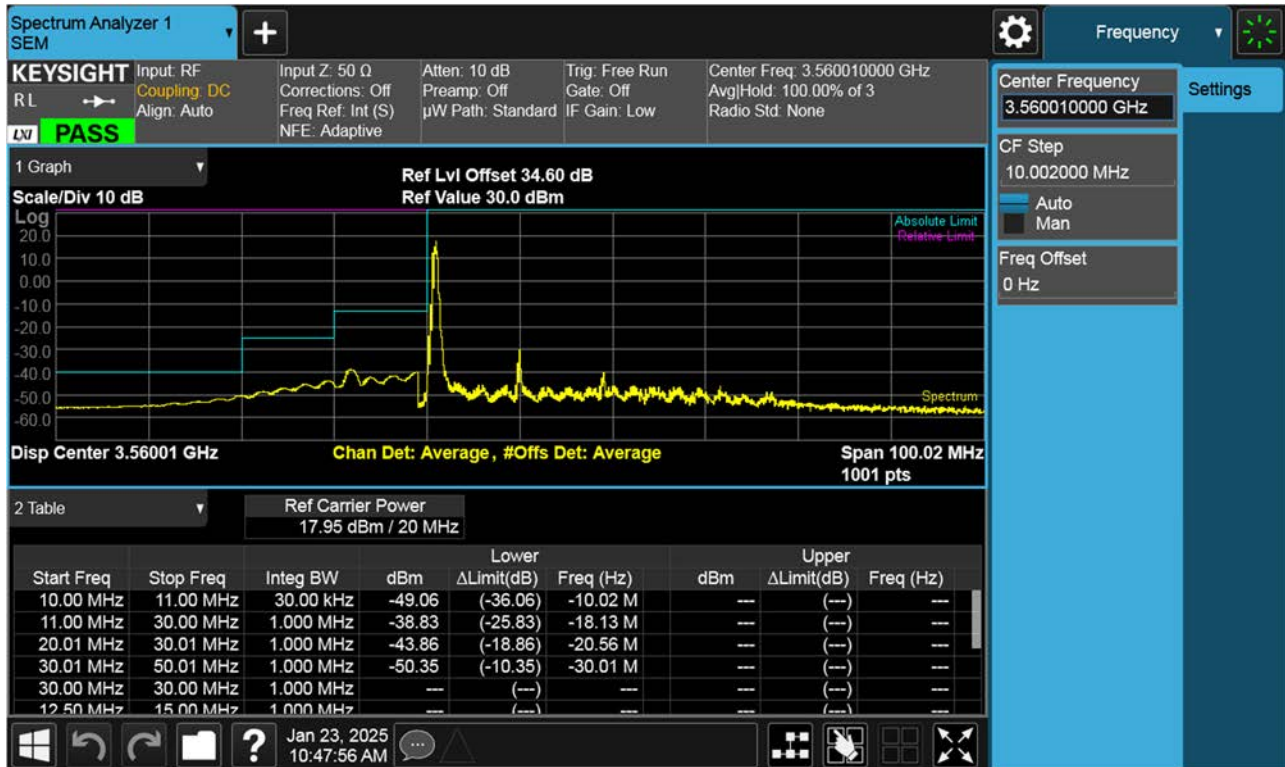 Spectrum Analyzer 1
SEM
+
Frequency
KEYSIGHT
RL
LXI PASS
Input: RF
Coupling: DC
Align: Auto
Input Z: 50 Ω
Corrections: Off
Freq Ref: Int (S)
NFE: Adaptive
Atten: 10 dB
Preamp: Off
µW Path: Standard
Trig: Free Run
Gate: Off
IF Gain: Low
Center Freq: 3.560010000 GHz
Avg|Hold: 100.00% of 3
Radio Std: None
Center Frequency
3.560010000 GHz
Settings
CF Step
10.002000 MHz
Auto
Man
Freq Offset
0 Hz
1 Graph
Scale/Div 10 dB
Ref Lvl Offset 34.60 dB
Ref Value 30.0 dBm
Log
Absolute Limit
Relative Limit
20.0
10.0
0.00
-10.0
-20.0
-30.0
-40.0
-50.0
-60.0
Spectrum
Disp Center 3.56001 GHz
Chan Det: Average, #Offs Det: Average
Span 100.02 MHz
1001 pts
2 Table
Ref Carrier Power
17.95 dBm / 20 MHz
Lower Upper
Start Freq Stop Freq Integ BW dBm ΔLimit(dB) Freq (Hz) dBm ΔLimit(dB) Freq (Hz)
10.00 MHz 11.00 MHz 30.00 kHz -49.06 (-36.06) -10.02 M --- (---) ---
11.00 MHz 30.00 MHz 1.000 MHz -38.83 (-25.83) -18.13 M --- (---) ---
20.01 MHz 30.01 MHz 1.000 MHz -43.86 (-18.86) -20.56 M --- (---) ---
30.01 MHz 50.01 MHz 1.000 MHz -50.35 (-10.35) -30.01 M --- (---) ---
30.00 MHz 30.00 MHz 1.000 MHz --- (---) --- --- (---) ---
12.50 MHz 15.00 MHz 1.000 MHz --- (---) --- --- (---) ---
?
Jan 23, 2025
10:47:56 AM